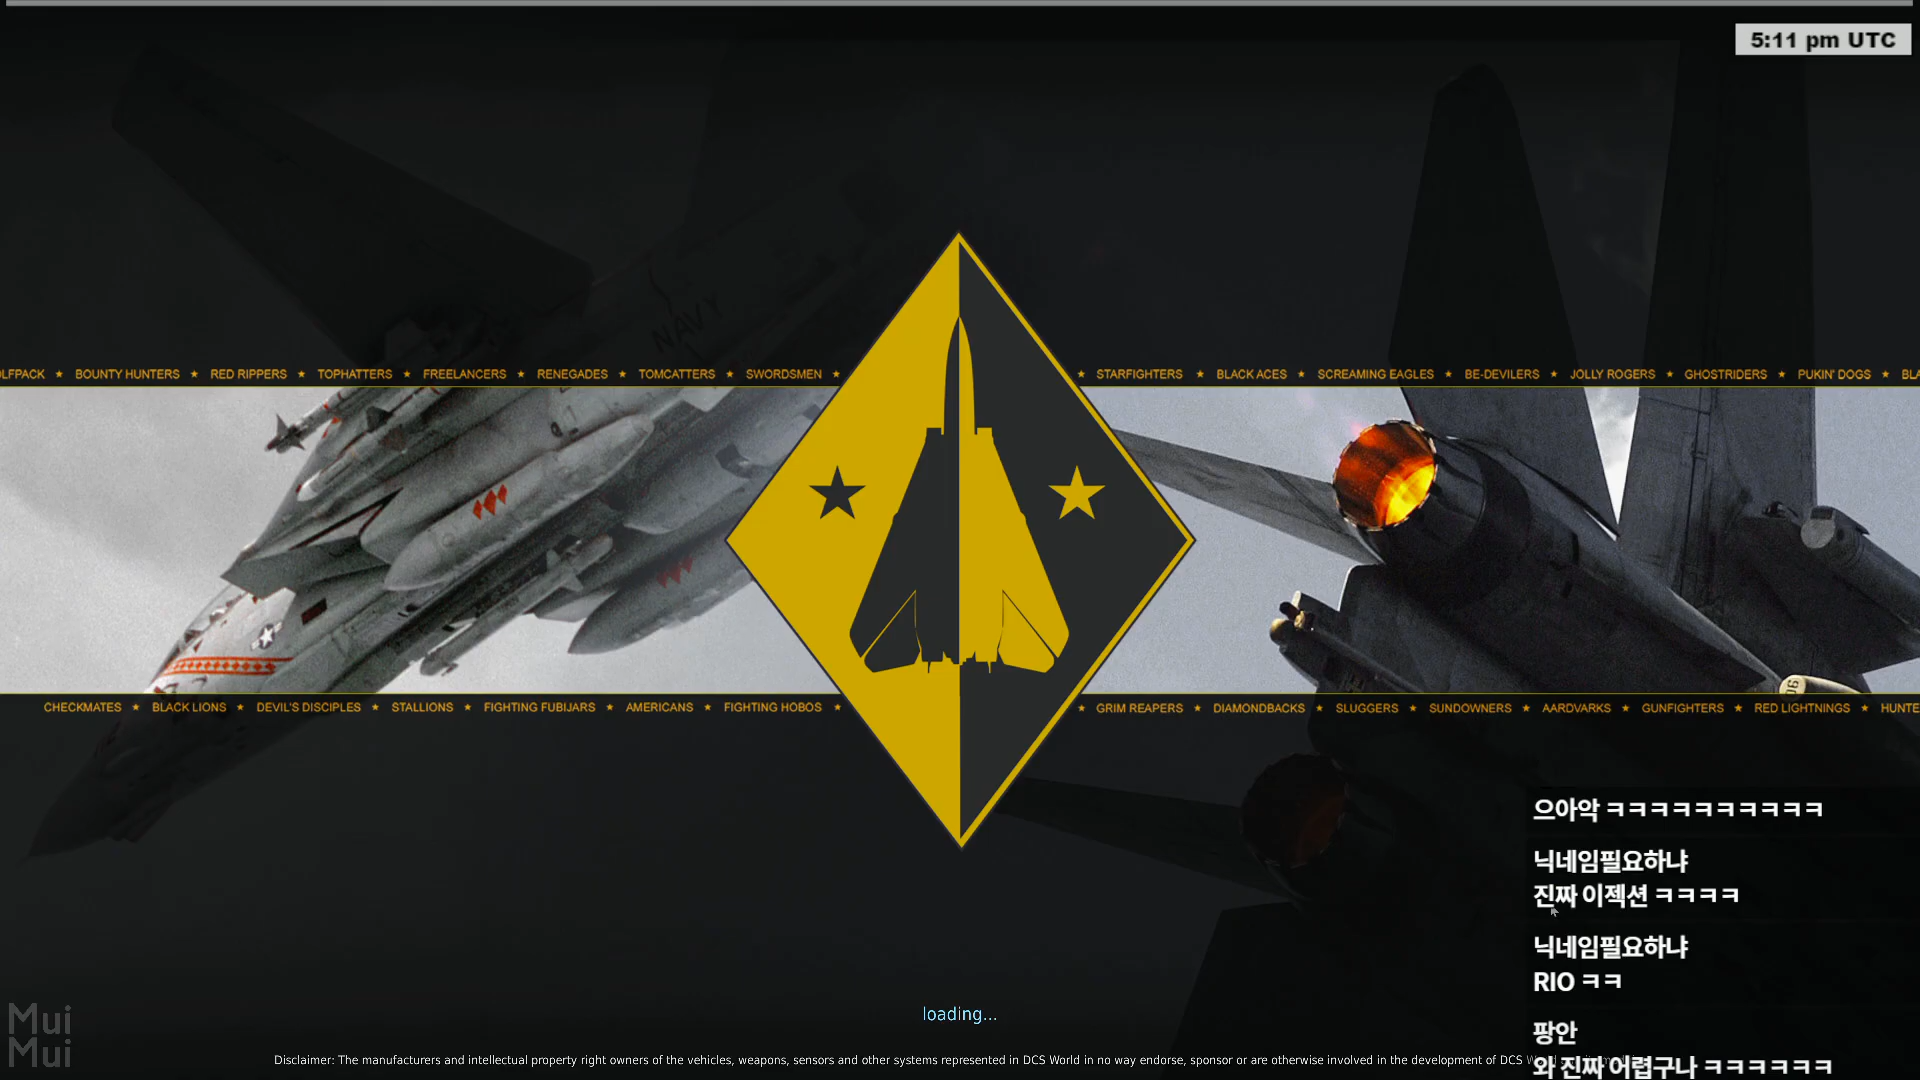 5:11 pm UTC
NAVY
LFPACK ★ BOUNTY HUNTERS ★ RED RIPPERS ★ TOPHATTERS ★ FREELANCERS ★ RENEGADES ★ TOMCATTERS ★ SWORDSMEN ★
★ STARFIGHTERS ★ BLACK ACES ★ SCREAMING EAGLES ★ BE-DEVILERS ★ JOLLY ROGERS ★ GHOSTRIDERS ★ PUKIN' DOGS ★ BLA
CHECKMATES ★ BLACK LIONS ★ DEVIL'S DISCIPLES ★ STALLIONS ★ FIGHTING FUBIJARS ★ AMERICANS ★ FIGHTING HOBOS ★
★ GRIM REAPERS ★ DIAMONDBACKS ★ SLUGGERS ★ SUNDOWNERS ★ AARDVARKS ★ GUNFIGHTERS ★ RED LIGHTNINGS ★ HUNTE
으아악 ㅋㅋㅋㅋㅋㅋㅋㅋㅋㅋ
닉네임필요하냐
진짜 이젝션 ㅋㅋㅋㅋ
닉네임필요하냐
RIO ㅋㅋ
팡안
와 진짜 어렵구나 ㅋㅋㅋㅋㅋㅋ
loading...
Mui
Mui
Disclaimer: The manufacturers and intellectual property right owners of the vehicles, weapons, sensors and other systems represented in DCS World in no way endorse, sponsor or are otherwise involved in the development of DCS